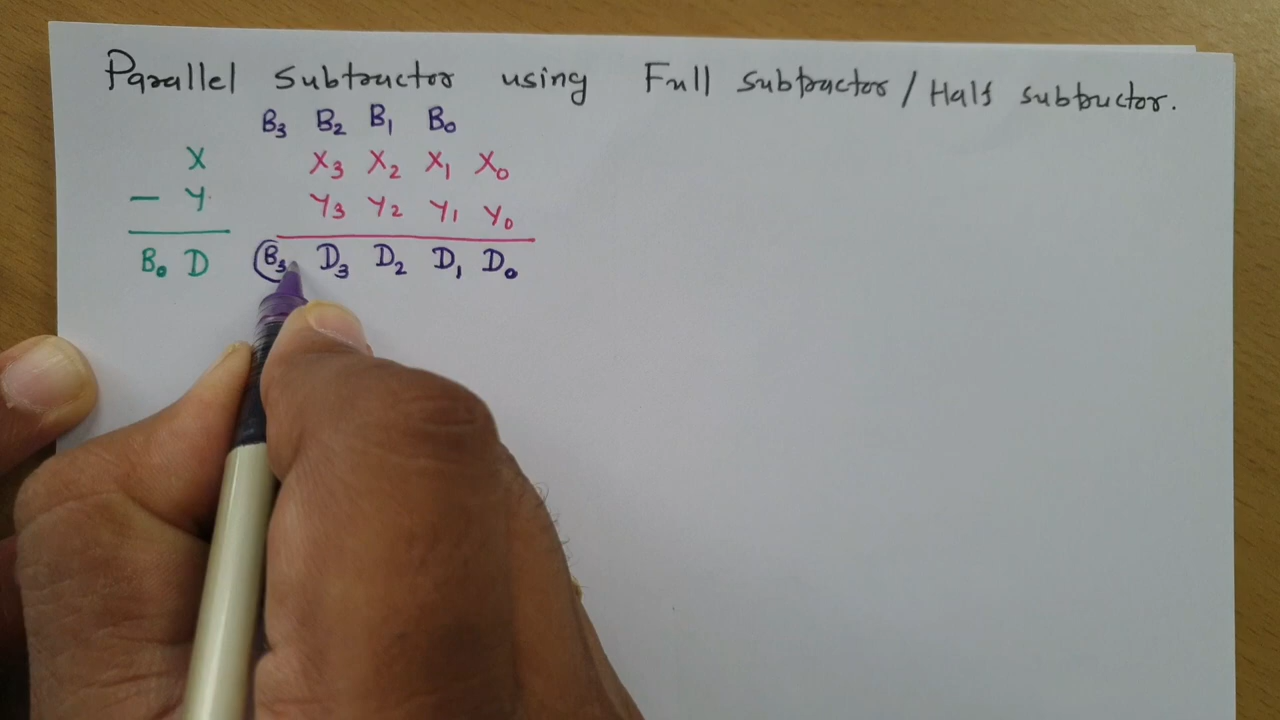 Parallel Subtractor using Full subtractor / Half subtructor.
B3 B2 B1 B0
X X3 X2 X1 X0
— Y. Y3 Y2 Y1 Y0
B0 D B3 D3 D2 D1 D0